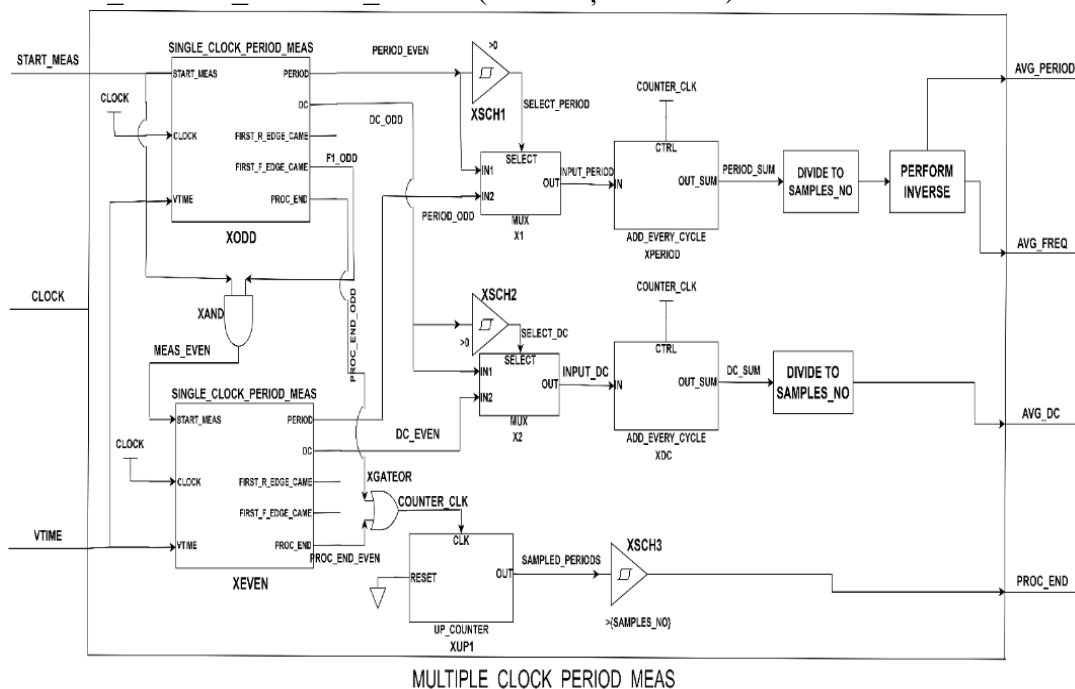 START_MEAS
CLOCK
VTIME
SINGLE_CLOCK_PERIOD_MEAS
START_MEAS
PERIOD
DC
CLOCK
CLOCK
FIRST_R_EDGE_CAME
FIRST_F_EDGE_CAME
F1_ODD
VTIME
PROC_END
XODD
PERIOD_EVEN
DC_ODD
PERIOD_ODD
PROC_END_ODD
XAND
MEAS_EVEN
SINGLE_CLOCK_PERIOD_MEAS
START_MEAS
PERIOD
DC
CLOCK
CLOCK
FIRST_R_EDGE_CAME
FIRST_F_EDGE_CAME
VTIME
PROC_END
XEVEN
DC_EVEN
PROC_END_EVEN
XGATEOR
COUNTER_CLK
>0
XSCH1
SELECT_PERIOD
SELECT
IN1
IN2
OUT
MUX
X1
INPUT_PERIOD
COUNTER_CLK
CTRL
IN
OUT_SUM
ADD_EVERY_CYCLE
XPERIOD
PERIOD_SUM
DIVIDE TO
SAMPLES_NO
PERFORM
INVERSE
AVG_PERIOD
AVG_FREQ
XSCH2
>0
SELECT_DC
SELECT
IN1
IN2
OUT
MUX
X2
INPUT_DC
COUNTER_CLK
CTRL
IN
OUT_SUM
ADD_EVERY_CYCLE
XDC
DC_SUM
DIVIDE TO
SAMPLES_NO
AVG_DC
CLK
RESET
OUT
UP_COUNTER
XUP1
SAMPLED_PERIODS
XSCH3
>{SAMPLES_NO}
PROC_END
MULTIPLE CLOCK PERIOD MEAS